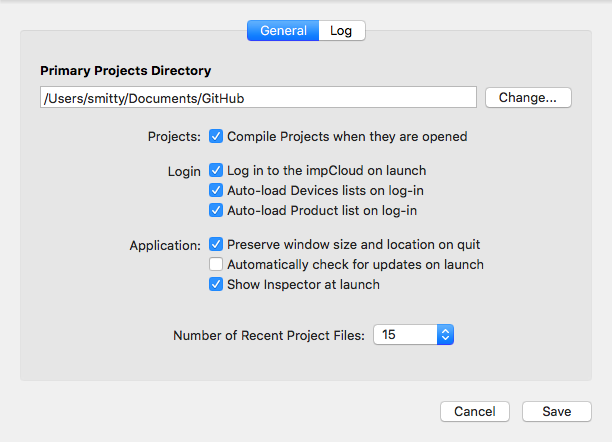 General Log
Primary Projects Directory
/Users/smitty/Documents/GitHub Change...
Projects: Compile Projects when they are opened
Login Log in to the impCloud on launch
Auto-load Devices lists on log-in
Auto-load Product list on log-in
Application: Preserve window size and location on quit
Automatically check for updates on launch
Show Inspector at launch
Number of Recent Project Files: 15
Cancel Save